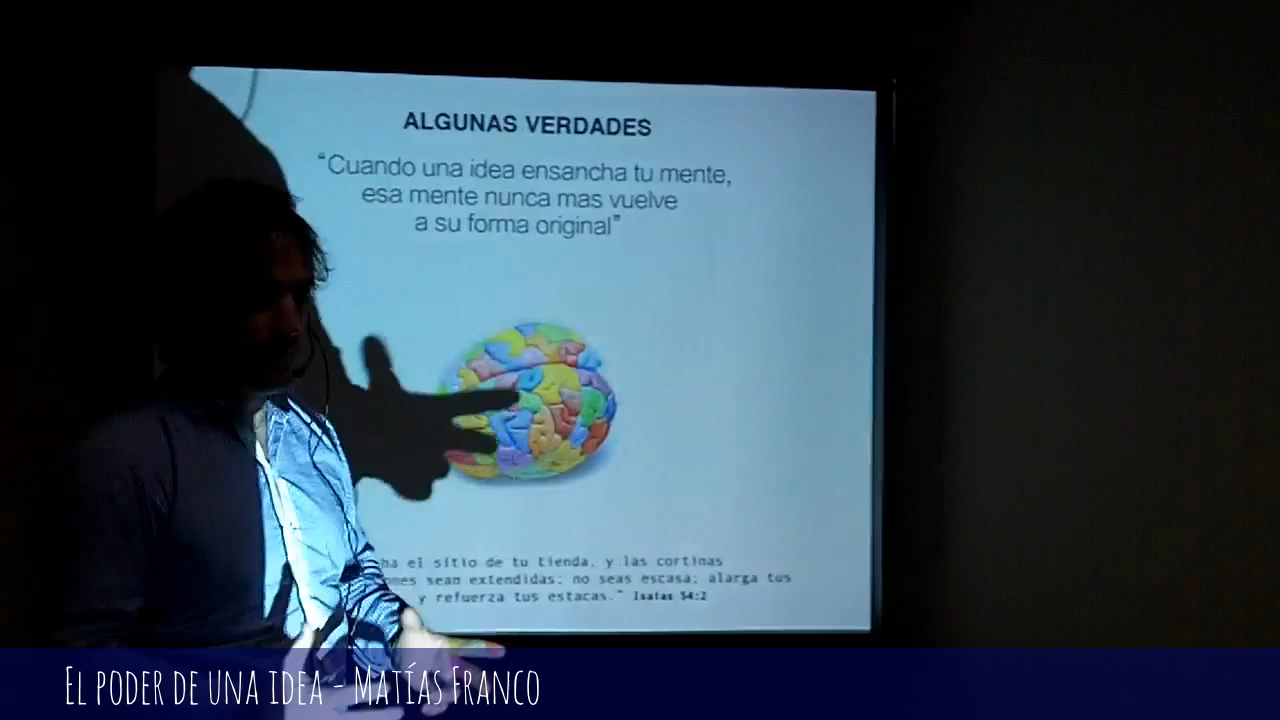 ALGUNAS VERDADES
“Cuando una idea ensancha tu mente,
esa mente nunca mas vuelve
a su forma original”
el sitio de tu tienda, y las cortinas
sean extendidas; no seas escasa; alarga tus
y refuerza tus estacas.” Isaías 54:2
El poder de una idea - Matías Franco